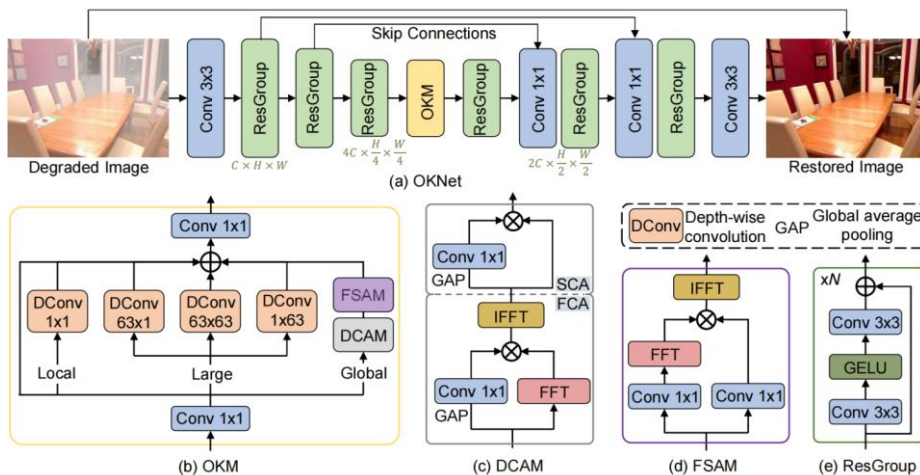 Skip Connections
Conv 3x3
ResGroup
ResGroup
ResGroup
OKM
ResGroup
Conv 1x1
ResGroup
Conv 1x1
ResGroup
Conv 3x3
Degraded Image
C × H × W
4C × H/4 × W/4
2C × H/2 × W/2
Restored Image
(a) OKNet
Conv 1x1
DConv 1x1
DConv 63x1
DConv 63x63
DConv 1x63
FSAM
DCAM
Local
Large
Global
Conv 1x1
(b) OKM
Conv 1x1
GAP
SCA
FCA
IFFT
Conv 1x1
GAP
FFT
(c) DCAM
DConv
Depth-wise convolution
GAP
Global average pooling
IFFT
FFT
Conv 1x1
Conv 1x1
(d) FSAM
xN
Conv 3x3
GELU
Conv 3x3
(e) ResGroup